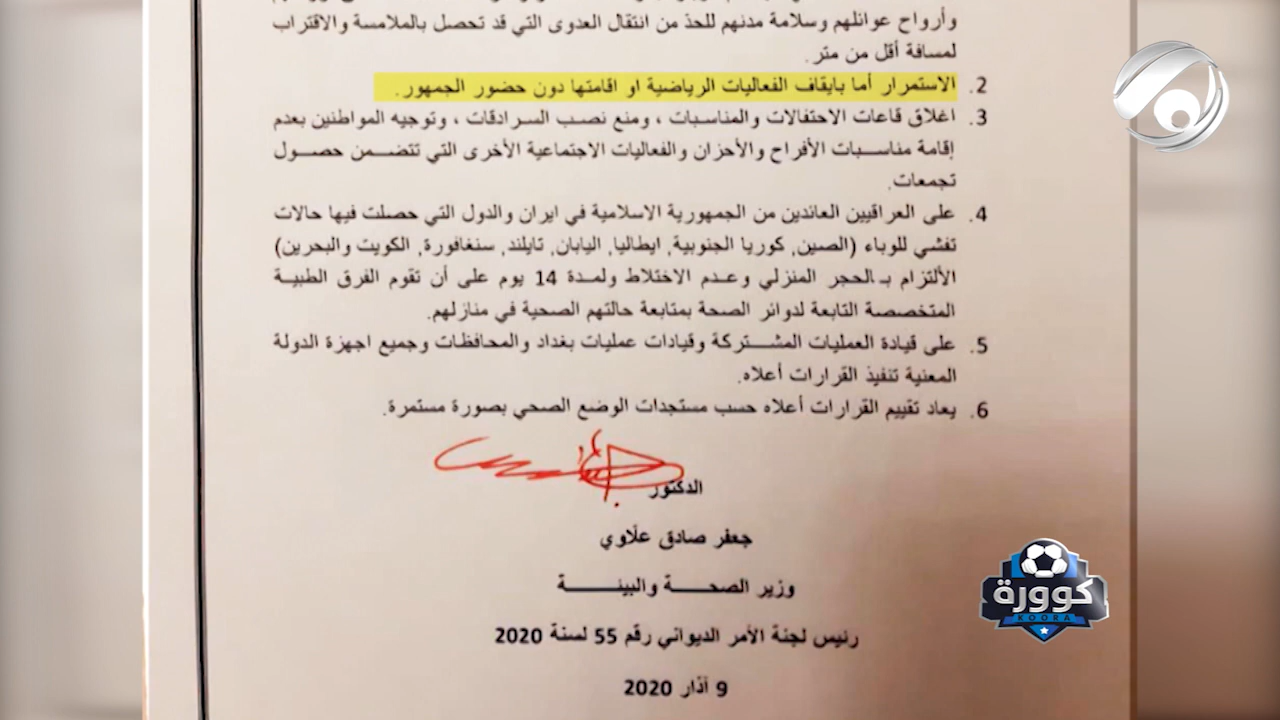 وأرواح عوائلهم وسلامة مدنهم للحد من انتقال العدوى التي قد تحصل بالملامسة والاقتراب
لمسافة أقل من متر.
2. الاستمرار أما بايقاف الفعاليات الرياضية او اقامتها دون حضور الجمهور.
3. اغلاق قاعات الاحتفالات والمناسبات ، ومنع نصب السرادقات ، وتوجيه المواطنين بعدم
إقامة مناسبات الأفراح والأحزان والفعاليات الاجتماعية الأخرى التي تتضمن حصول
تجمعات.
4. على العراقيين العائدين من الجمهورية الاسلامية في ايران والدول التي حصلت فيها حالات
تفشي للوباء (الصين, كوريا الجنوبية, ايطاليا, اليابان, تايلند, سنغافورة, الكويت والبحرين)
الألتزام بـالحجر المنزلي وعدم الاختلاط ولمدة 14 يوم على أن تقوم الفرق الطبية
المتخصصة التابعة لدوائر الصحة بمتابعة حالتهم الصحية في منازلهم.
5. على قيادة العمليات المشتركة وقيادات عمليات بغداد والمحافظات وجميع اجهزة الدولة
المعنية تنفيذ القرارات أعلاه.
6. يعاد تقييم القرارات أعلاه حسب مستجدات الوضع الصحي بصورة مستمرة.
الدكتور
جعفر صادق علّاوي
وزير الصحة والبيئة
رئيس لجنة الأمر الديواني رقم 55 لسنة 2020
9 آذار 2020
كوورة
KOORA